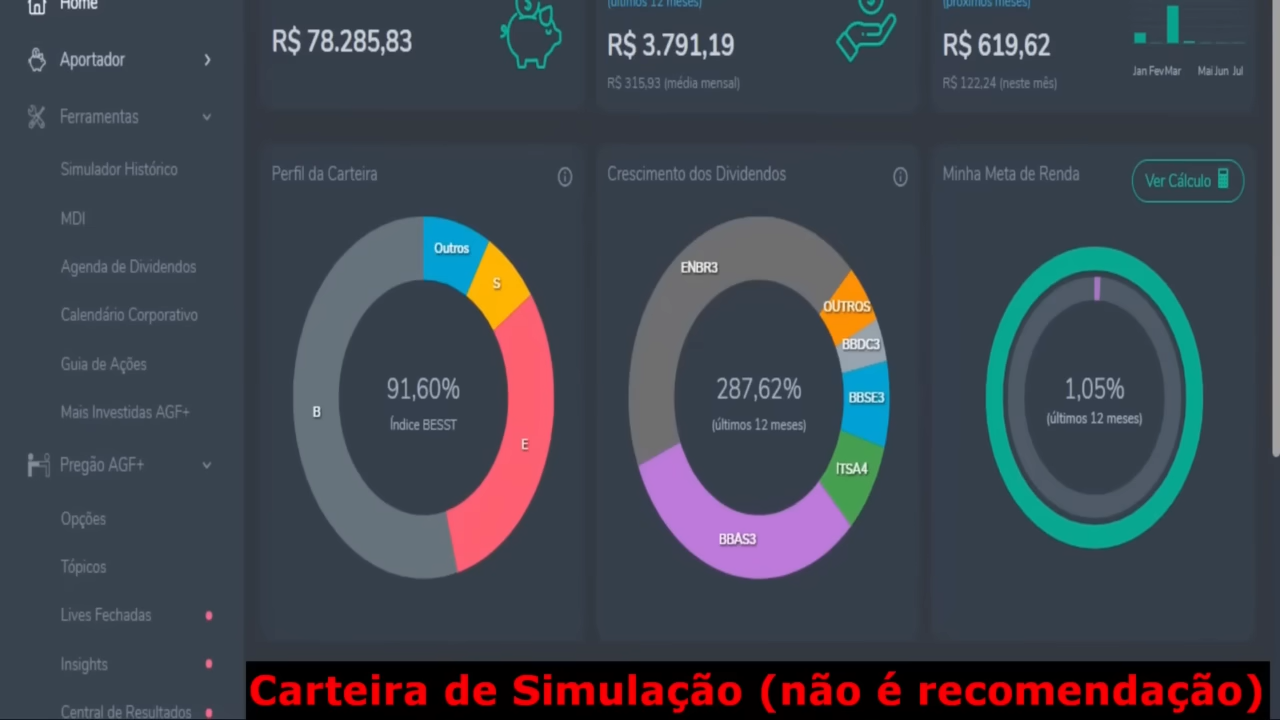 Home
Aportador
Ferramentas
Simulador Histórico
MDI
Agenda de Dividendos
Calendário Corporativo
Guia de Ações
Mais Investidas AGF+
Pregão AGF+
Opções
Tópicos
Lives Fechadas
Insights
Central de Resultados
R$ 78.285,83
(últimos 12 meses)
R$ 3.791,19
R$ 315,93 (média mensal)
(próximos meses)
R$ 619,62
R$ 122,24 (neste mês)
Jan Fev Mar Mai Jun Jul
Perfil da Carteira
Outros
S
B
E
91,60%
Índice BESST
Crescimento dos Dividendos
ENBR3
OUTROS
BBDC3
BBSE3
ITSA4
BBAS3
287,62%
(últimos 12 meses)
Minha Meta de Renda
Ver Cálculo
1,05%
(últimos 12 meses)
Carteira de Simulação (não é recomendação)